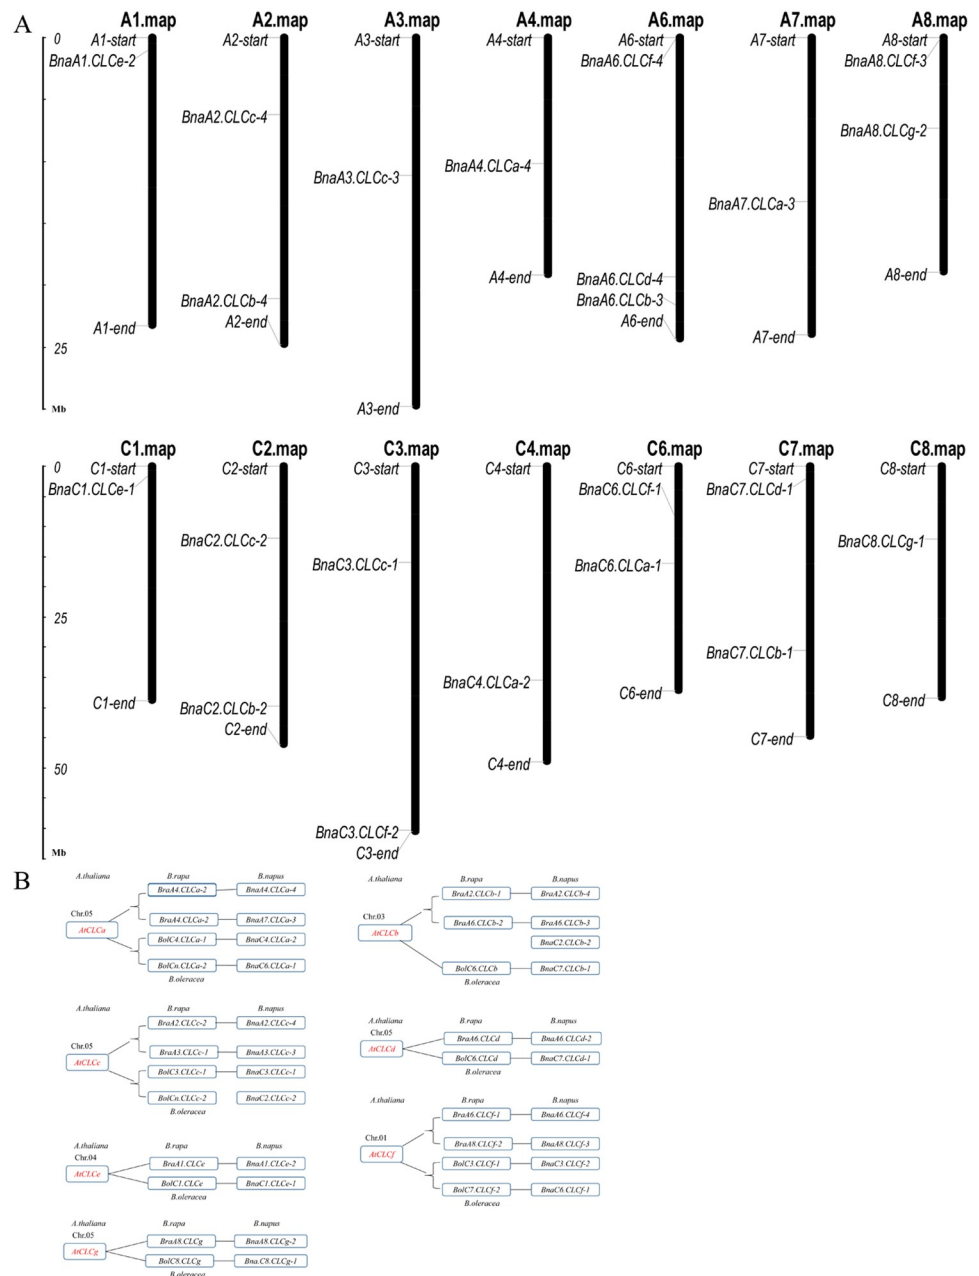 A
A1.map A2.map A3.map A4.map A6.map A7.map A8.map
0 A1-start A2-start A3-start A4-start A6-start A7-start A8-start
BnaA1.CLCe-2 BnaA6.CLCf-4 BnaA8.CLCf-3
BnaA2.CLCc-4
BnaA8.CLCg-2
BnaA4.CLCa-4
BnaA3.CLCc-3
BnaA7.CLCa-3
A4-end BnaA6.CLCd-4 A8-end
BnaA2.CLCb-4 BnaA6.CLCb-3
A2-end A6-end
A1-end A7-end
25
Mb A3-end
C1.map C2.map C3.map C4.map C6.map C7.map C8.map
0 C1-start C2-start C3-start C4-start C6-start C7-start C8-start
BnaC1.CLCe-1 BnaC6.CLCf-1 BnaC7.CLCd-1
BnaC2.CLCc-2 BnaC8.CLCg-1
BnaC3.CLCc-1 BnaC6.CLCa-1
25
BnaC7.CLCb-1
BnaC4.CLCa-2
C1-end C6-end C8-end
BnaC2.CLCb-2
C2-end C7-end
50 C4-end
BnaC3.CLCf-2
Mb C3-end
B
A.thaliana B.rapa B.napus
BraA4.CLCa-2 BnaA4.CLCa-4
Chr.05
BraA4.CLCa-2 BnaA7.CLCa-3
AtCLCa
BolC4.CLCa-1 BnaC4.CLCa-2
BolCn.CLCa-2 BnaC6.CLCa-1
B.oleracea
A.thaliana B.rapa B.napus
BraA2.CLCb-1 BraA2.CLCb-4
Chr.03
BraA6.CLCb-2 BraA6.CLCb-3
AtCLCb
BnaC2.CLCb-2
BolC6.CLCb BnaC7.CLCb-1
B.oleracea
A.thaliana B.rapa B.napus
BraA2.CLCc-2 BnaA2.CLCc-4
Chr.05
BraA3.CLCc-1 BnaA3.CLCc-3
AtCLCc
BolC3.CLCc-1 BnaC3.CLCc-1
BolCn.CLCc-2 BnaC2.CLCc-2
B.oleracea
A.thaliana B.rapa B.napus
Chr.05
BraA6.CLCd BnaA6.CLCd-2
AtCLCd
BolC6.CLCd BnaC7.CLCd-1
B.oleracea
A.thaliana B.rapa B.napus
Chr.04
BraA1.CLCe BnaA1.CLCe-2
AtCLCe
BolC1.CLCe BnaC1.CLCe-1
B.oleracea
A.thaliana B.rapa B.napus
BraA6.CLCf-1 BnaA6.CLCf-4
Chr.01
BraA8.CLCf-2 BnaA8.CLCf-3
AtCLCf
BolC3.CLCf-1 BnaC3.CLCf-2
BolC7.CLCf-2 BnaC6.CLCf-1
B.oleracea
A.thaliana B.rapa B.napus
Chr.05
BraA8.CLCg BnaA8.CLCg-2
AtCLCg
BolC8.CLCg Bna.C8.CLCg-1
B.oleracea